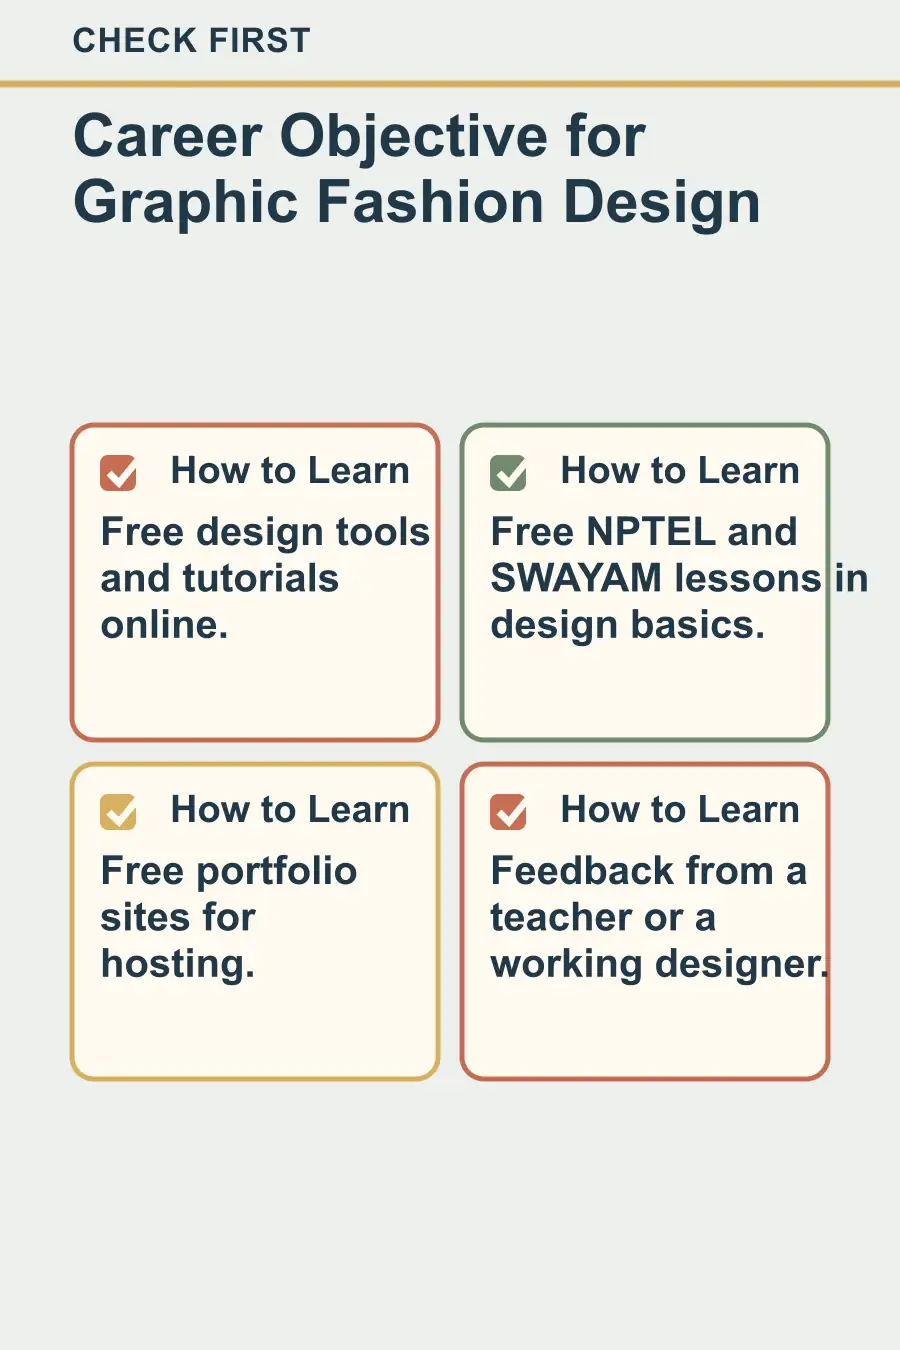 CHECK FIRST
Career Objective for
Graphic Fashion Design
How to Learn
Free design tools
and tutorials
online.
How to Learn
Free NPTEL and
SWAYAM lessons in
design basics.
How to Learn
Free portfolio
sites for
hosting.
How to Learn
Feedback from a
teacher or a
working designer.